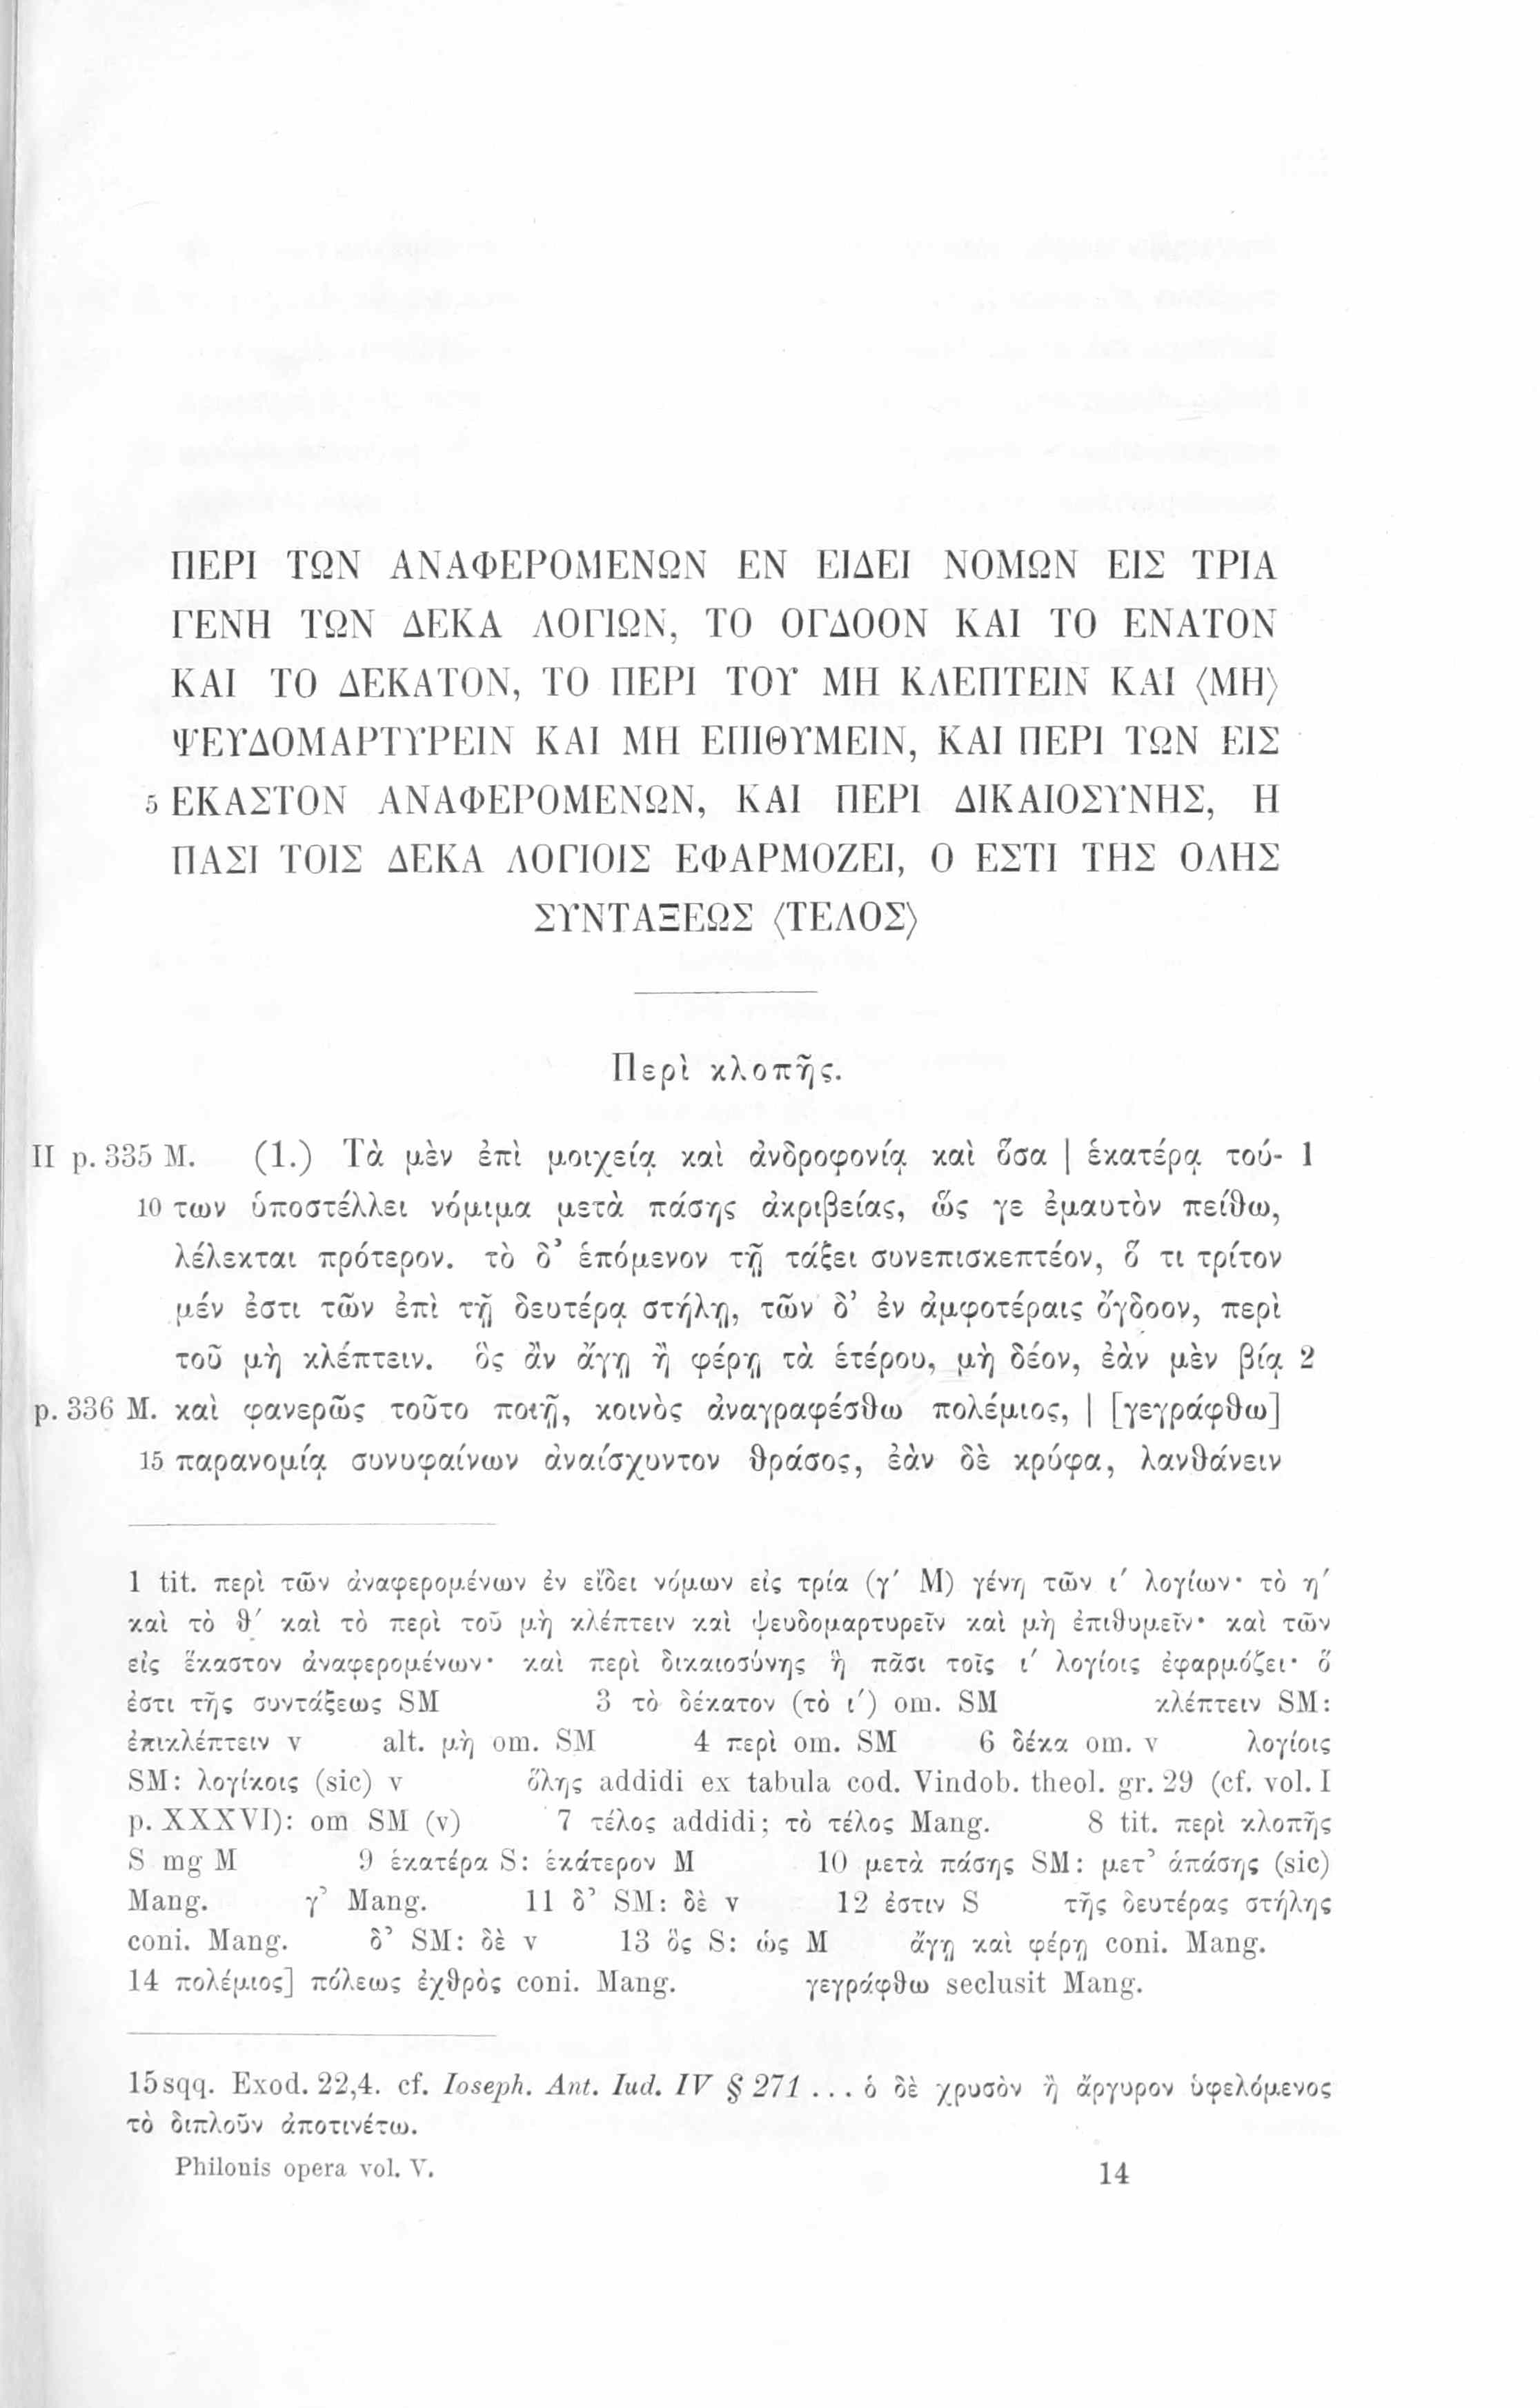 ΠΕΡΙ ΤΩΝ ΑΝΑΦΕΡΟΜΕΝΩΝ ΕΝ ΕΙΔΕΙ ΝΟΜΩΝ ΕΙΣ ΤΡΙΑ
ΓΕΝΗ ΤΩΝ ΔΕΚΑ ΛΟΓΙΩΝ, ΤΟ ΟΓΔΟΟΝ ΚΑΙ ΤΟ ΕΝΑΤΟΝ
ΚΑΙ ΤΟ ΔΕΚΑΤΟΝ, ΤΟ ΠΕΡΙ ΤΟΥ ΜΗ ΚΛΕΠΤΕΙΝ ΚΑΙ ⟨ΜΗ⟩
ΨΕΥΔΟΜΑΡΤΥΡΕΙΝ ΚΑΙ ΜΗ ΕΠΙΘΥΜΕΙΝ, ΚΑΙ ΠΕΡΙ ΤΩΝ ΕΙΣ
5 ΕΚΑΣΤΟΝ ΑΝΑΦΕΡΟΜΕΝΩΝ, ΚΑΙ ΠΕΡΙ ΔΙΚΑΙΟΣΥΝΗΣ, Η
ΠΑΣΙ ΤΟΙΣ ΔΕΚΑ ΛΟΓΙΟΙΣ ΕΦΑΡΜΟΖΕΙ, Ο ΕΣΤΙ ΤΗΣ ΟΛΗΣ
ΣΥΝΤΑΞΕΩΣ ⟨ΤΕΛΟΣ⟩
Περὶ κλοπῆς.
II p. 335 M. (1.) Τὰ μὲν ἐπὶ μοιχείᾳ καὶ ἀνδροφονίᾳ καὶ ὅσα | ἑκατέρᾳ τού- 1
10 των ὑποστέλλει νόμιμα μετὰ πάσης ἀκριβείας, ὥς γε ἐμαυτὸν πείθω,
λέλεκται πρότερον. τὸ δ’ ἑπόμενον τῇ τάξει συνεπισκεπτέον, ὅ τι τρίτον
μέν ἐστι τῶν ἐπὶ τῇ δευτέρᾳ στήλῃ, τῶν δ’ ἐν ἀμφοτέραις ὄγδοον, περὶ
τοῦ μὴ κλέπτειν. ὃς ἂν ἄγῃ ἢ φέρῃ τὰ ἑτέρου, μὴ δέον, ἐὰν μὲν βίᾳ 2
p. 336 M. καὶ φανερῶς τοῦτο ποιῇ, κοινὸς ἀναγραφέσθω πολέμιος, | [γεγράφθω]
15 παρανομίᾳ συνυφαίνων ἀναίσχυντον θράσος, ἐὰν δὲ κρύφα, λανθάνειν
1 tit. περὶ τῶν ἀναφερομένων ἐν εἴδει νόμων εἰς τρία (γʹ M) γένη τῶν ιʹ λογίων· τὸ ηʹ
καὶ τὸ θʹ καὶ τὸ περὶ τοῦ μὴ κλέπτειν καὶ ψευδομαρτυρεῖν καὶ μὴ ἐπιθυμεῖν· καὶ τῶν
εἰς ἕκαστον ἀναφερομένων· καὶ περὶ δικαιοσύνης ἣ πᾶσι τοῖς ιʹ λογίοις ἐφαρμόζει· ὅ
ἐστι τῆς συντάξεως SM 3 τὸ δέκατον (τὸ ιʹ) om. SM κλέπτειν SM:
ἐπικλέπτειν v alt. μὴ om. SM 4 περὶ om. SM 6 δέκα om. v λογίοις
SM: λογίκοις (sic) v ὅλης addidi ex tabula cod. Vindob. theol. gr. 29 (cf. vol. I
p. XXXVI): om SM (v) 7 τέλος addidi; τὸ τέλος Mang. 8 tit. περὶ κλοπῆς
S mg M 9 ἑκατέρα S: ἑκάτερον M 10 μετὰ πάσης SM: μετ’ ἁπάσης (sic)
Mang. γ’ Mang. 11 δ’ SM: δὲ v 12 ἐστιν S τῆς δευτέρας στήλης
coni. Mang. δ’ SM: δὲ v 13 ὃς S: ὡς M ἄγῃ καὶ φέρῃ coni. Mang.
14 πολέμιος] πόλεως ἐχθρὸς coni. Mang. γεγράφθω seclusit Mang.
15 sqq. Exod. 22,4. cf. Ioseph. Ant. Iud. IV § 271 . . . ὁ δὲ χρυσὸν ἢ ἄργυρον ὑφελόμενος
τὸ διπλοῦν ἀποτινέτω.
Philonis opera vol. V. 14